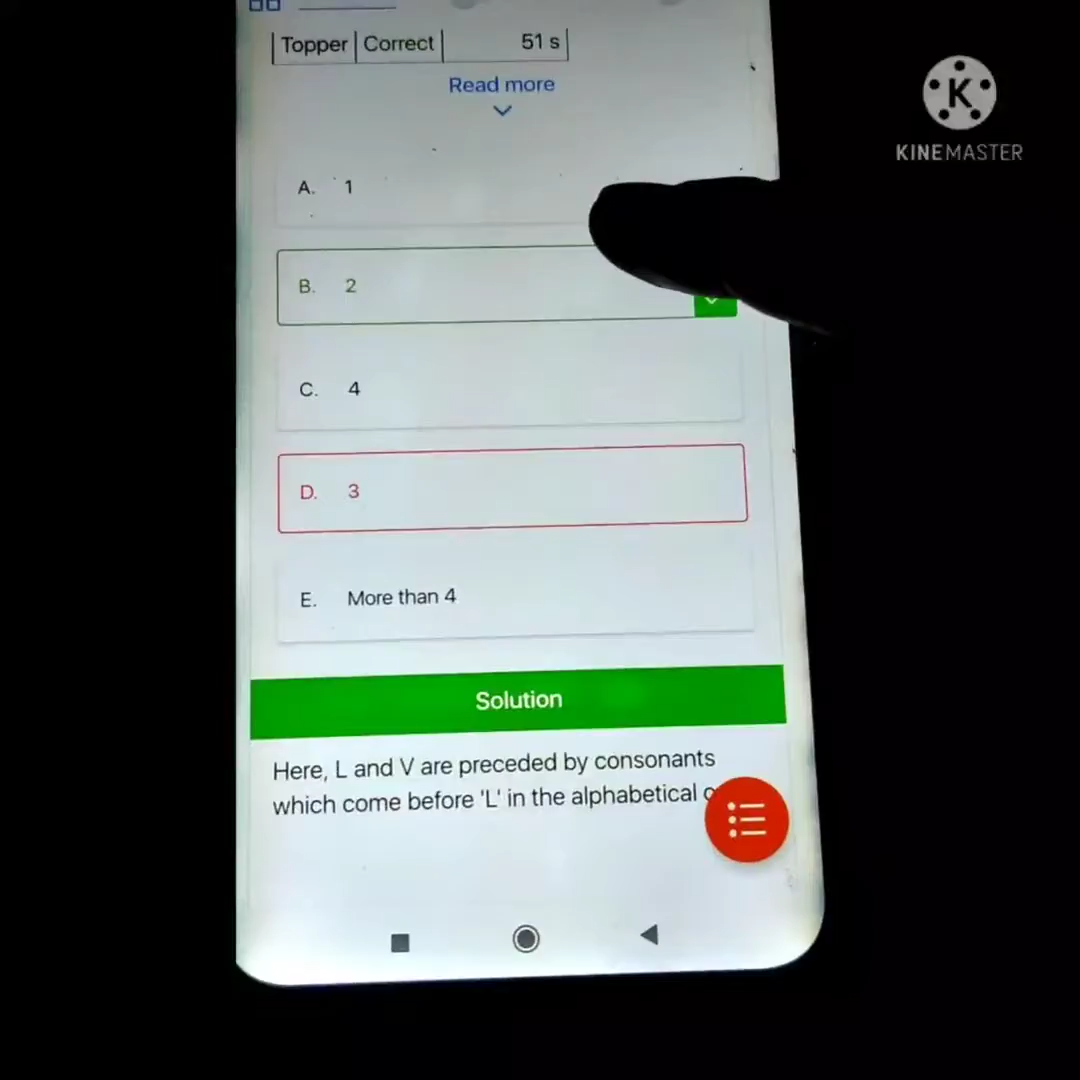 Topper Correct 51 s
Read more
KINEMASTER
A. 1
B. 2
C. 4
D. 3
E. More than 4
Solution
Here, L and V are preceded by consonants
which come before 'L' in the alphabetical